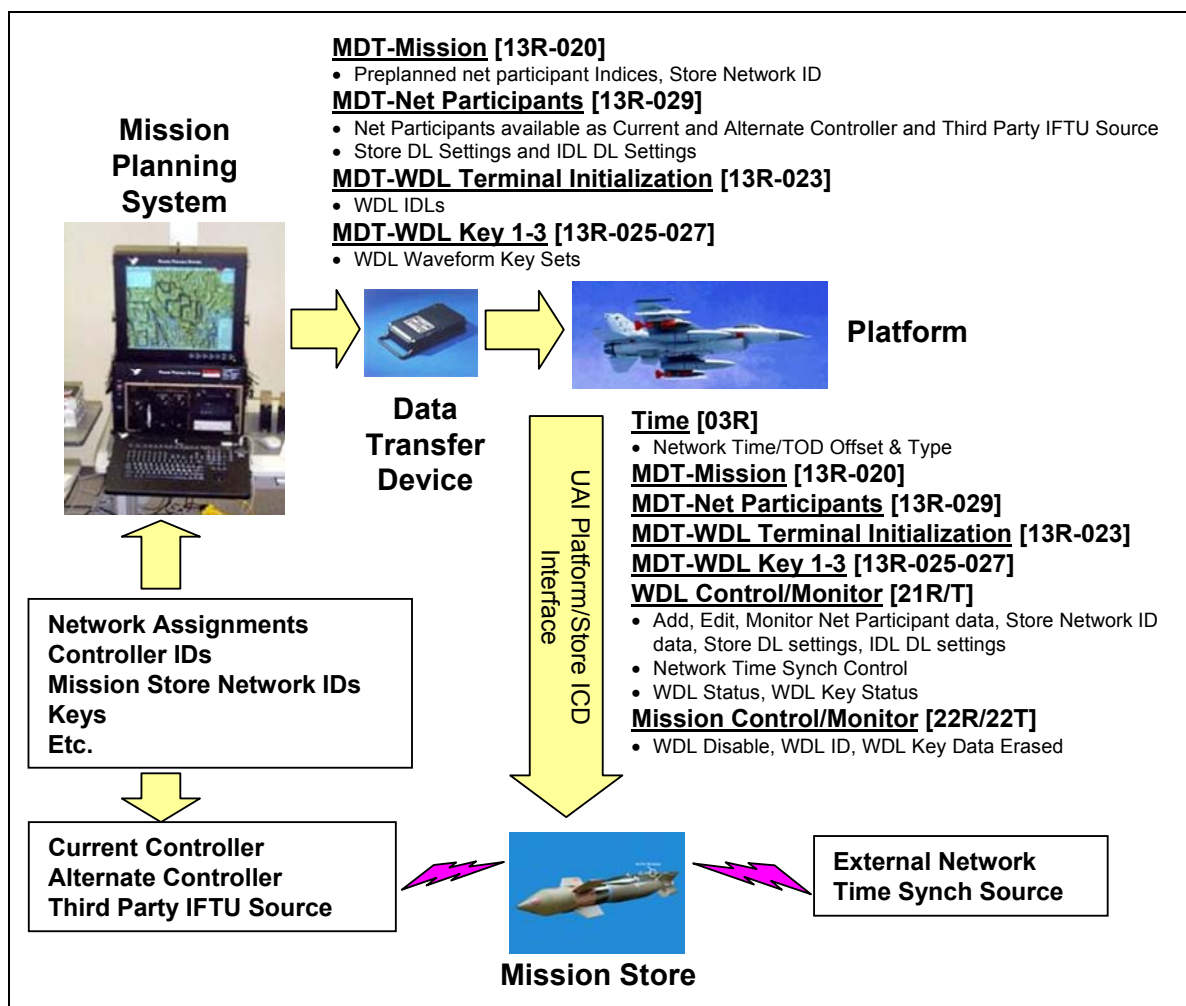 MDT-Mission [13R-020]
• Preplanned net participant Indices, Store Network ID
MDT-Net Participants [13R-029]
• Net Participants available as Current and Alternate Controller and Third Party IFTU Source
• Store DL Settings and IDL DL Settings
MDT-WDL Terminal Initialization [13R-023]
• WDL IDLs
MDT-WDL Key 1-3 [13R-025-027]
• WDL Waveform Key Sets
Mission
Planning
System
Data
Transfer
Device
Platform
UAI Platform/Store ICD
Interface
Time [03R]
• Network Time/TOD Offset & Type
MDT-Mission [13R-020]
MDT-Net Participants [13R-029]
MDT-WDL Terminal Initialization [13R-023]
MDT-WDL Key 1-3 [13R-025-027]
WDL Control/Monitor [21R/T]
• Add, Edit, Monitor Net Participant data, Store Network ID
data, Store DL settings, IDL DL settings
• Network Time Synch Control
• WDL Status, WDL Key Status
Mission Control/Monitor [22R/22T]
• WDL Disable, WDL ID, WDL Key Data Erased
Network Assignments
Controller IDs
Mission Store Network IDs
Keys
Etc.
Current Controller
Alternate Controller
Third Party IFTU Source
External Network
Time Synch Source
Mission Store